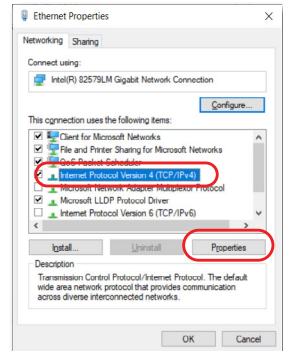 Ethernet Properties
Networking Sharing
Connect using:
Intel(R) 82579LM Gigabit Network Connection
Configure...
This connection uses the following items:
Client for Microsoft Networks
File and Printer Sharing for Microsoft Networks
QoS Packet Scheduler
Internet Protocol Version 4 (TCP/IPv4)
Microsoft Network Adapter Multiplexor Protocol
Microsoft LLDP Protocol Driver
Internet Protocol Version 6 (TCP/IPv6)
Install... Uninstall Properties
Description
Transmission Control Protocol/Internet Protocol. The default
wide area network protocol that provides communication
across diverse interconnected networks.
OK Cancel